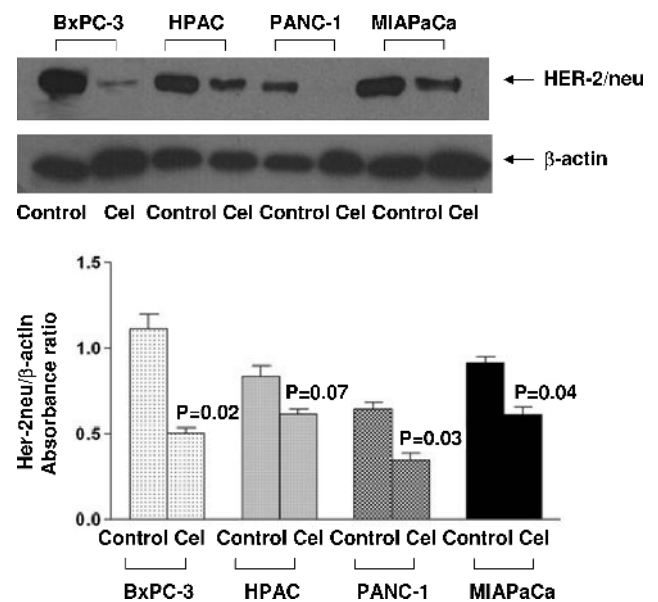 BxPC-3 HPAC PANC-1 MIAPaCa
HER-2/neu
β-actin
Control Cel Control Cel Control Cel Control Cel
Her-2neu/β-actin
Absorbance ratio
1.5
1.0
0.5
0.0
P=0.02
P=0.07
P=0.03
P=0.04
Control Cel Control Cel Control Cel Control Cel
BxPC-3 HPAC PANC-1 MIAPaCa